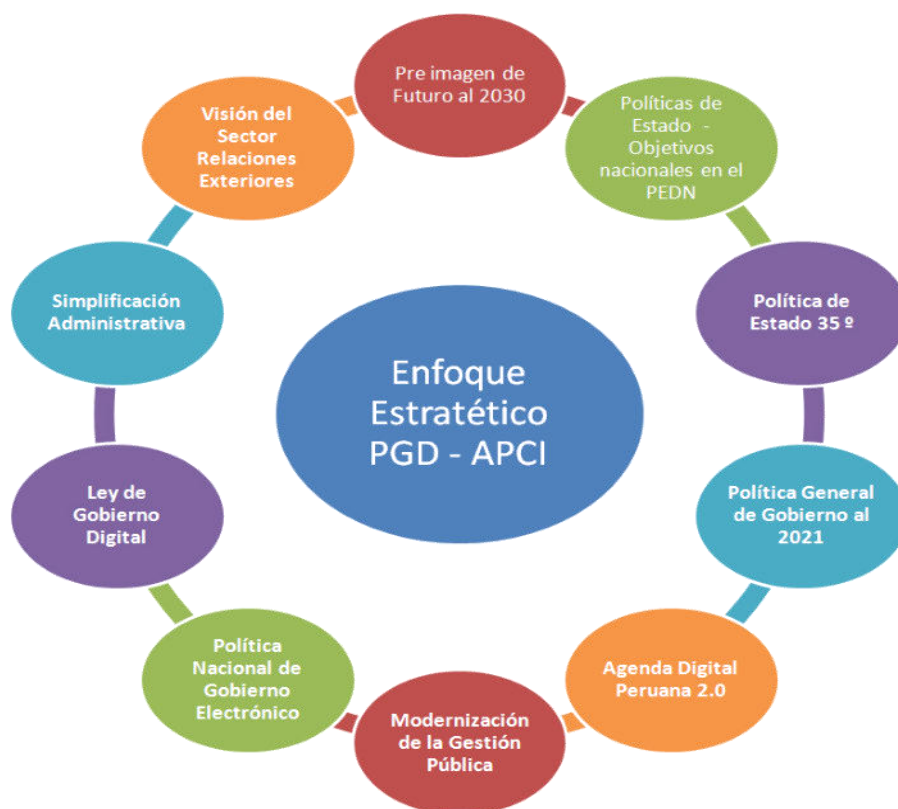 Pre imagen de
Futuro al 2030
Políticas de
Estado -
Objetivos
nacionales en el
PEDN
Política de
Estado 35 º
Política General
de Gobierno al
2021
Agenda Digital
Peruana 2.0
Modernización
de la Gestión
Pública
Política
Nacional de
Gobierno
Electrónico
Ley de
Gobierno
Digital
Simplificación
Administrativa
Visión del
Sector
Relaciones
Exteriores
Enfoque
Estratético
PGD - APCI